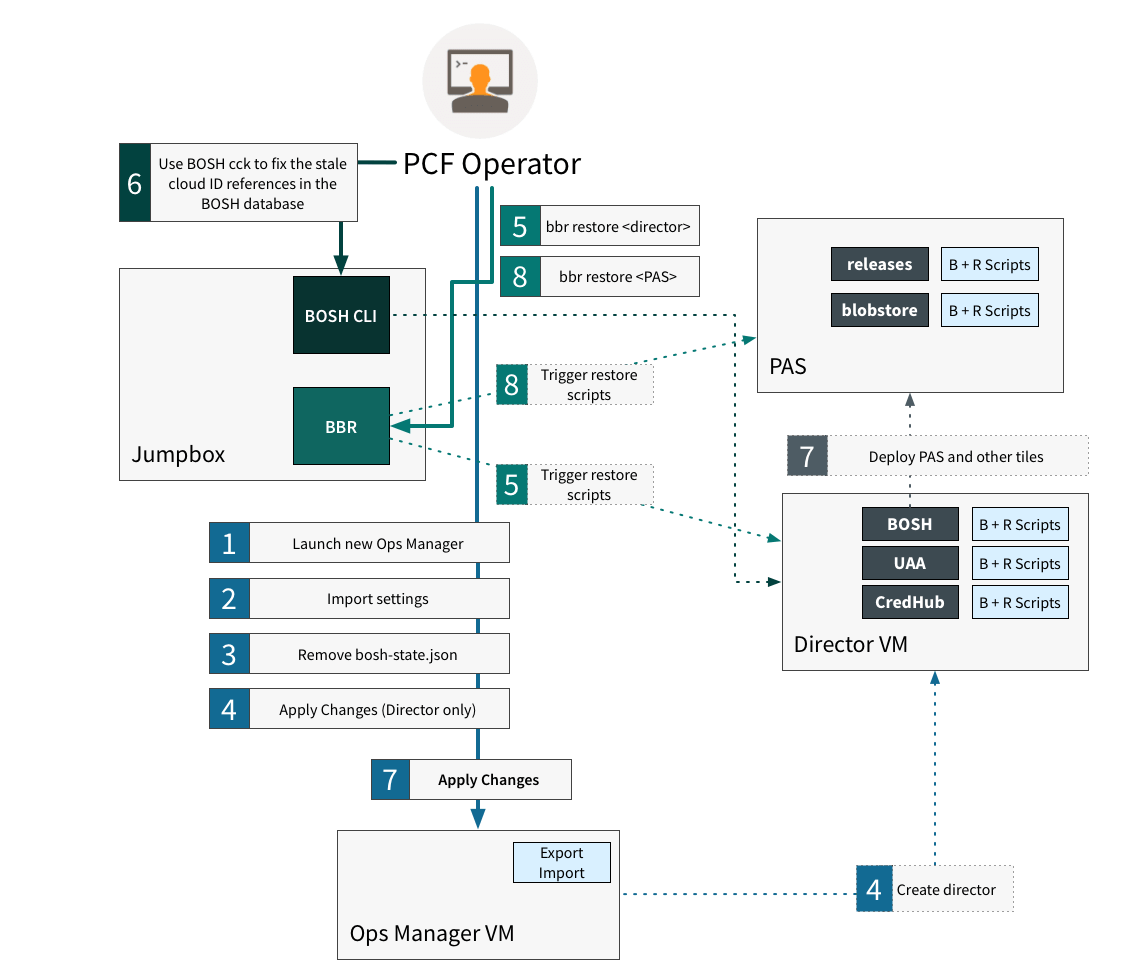 >-
PCF Operator
6
Use BOSH cck to fix the stale
cloud ID references in the
BOSH database
5
bbr restore <director>
8
bbr restore <PAS>
releases
B + R Scripts
blobstore
B + R Scripts
PAS
BOSH CLI
BBR
Jumpbox
8
Trigger restore
scripts
5
Trigger restore
scripts
7
Deploy PAS and other tiles
BOSH
B + R Scripts
UAA
B + R Scripts
CredHub
B + R Scripts
Director VM
1
Launch new Ops Manager
2
Import settings
3
Remove bosh-state.json
4
Apply Changes (Director only)
7
Apply Changes
Export
Import
Ops Manager VM
4
Create director